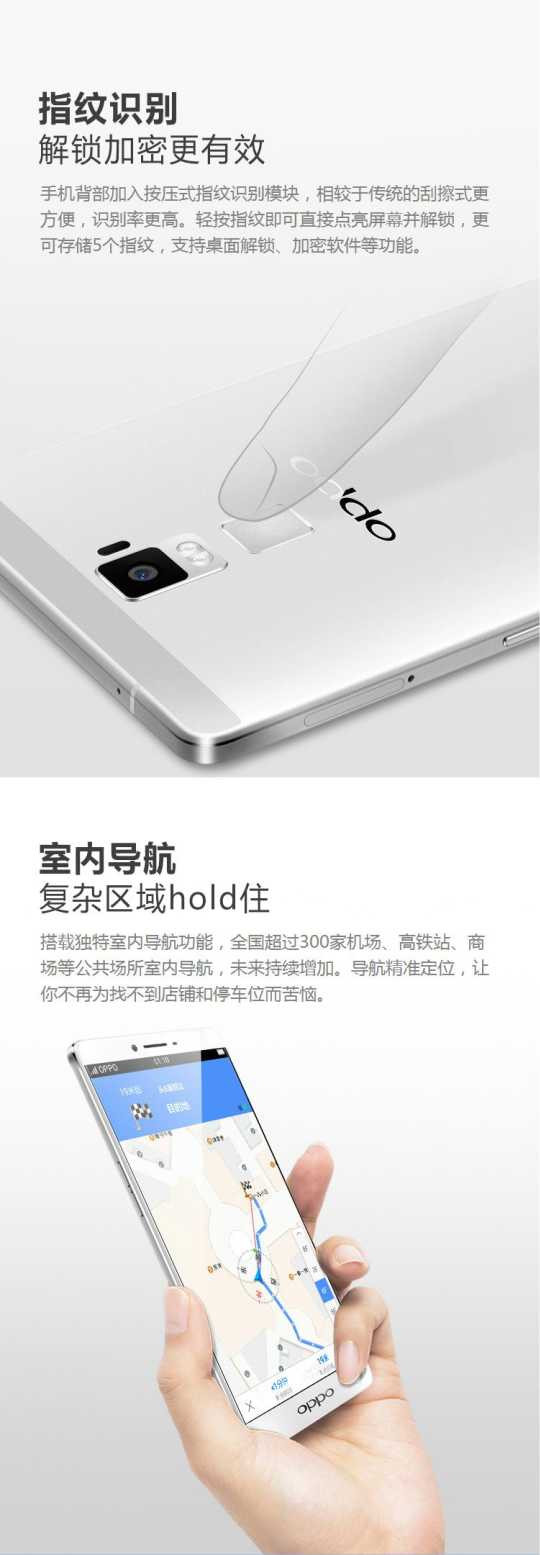 指纹识别
解锁加密更有效
手机背部加入按压式指纹识别模块，相较于传统的刮擦式更
方便，识别率更高。轻按指纹即可直接点亮屏幕并解锁，更
可存储5个指纹，支持桌面解锁、加密软件等功能。
oppo
室内导航
复杂区域hold住
搭载独特室内导航功能，全国超过300家机场、高铁站、商
场等公共场所室内导航，未来持续增加。导航精准定位，让
你不再为找不到店铺和停车位而苦恼。
OPPO
目的地
oppo